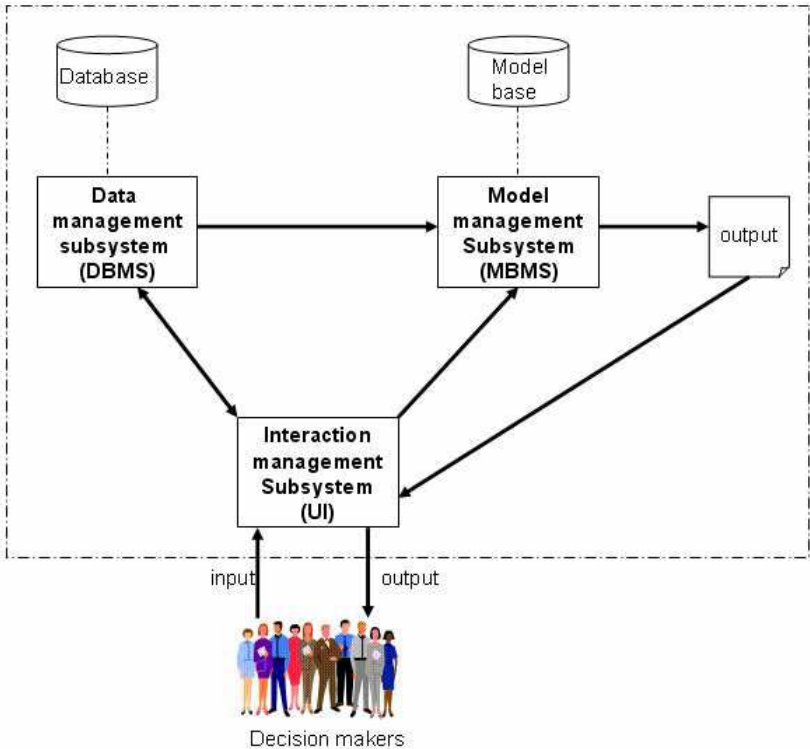 Database
Model
base
Data
management
subsystem
(DBMS)
Model
management
Subsystem
(MBMS)
output
Interaction
management
Subsystem
(UI)
input
output
Decision makers